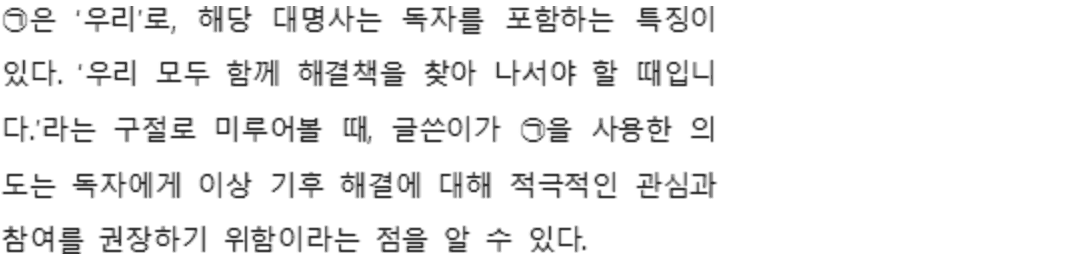 ㉠은 '우리'로, 해당 대명사는 독자를 포함하는 특징이
있다. '우리 모두 함께 해결책을 찾아 나서야 할 때입니
다.'라는 구절로 미루어볼 때, 글쓴이가 ㉠을 사용한 의
도는 독자에게 이상 기후 해결에 대해 적극적인 관심과
참여를 권장하기 위함이라는 점을 알 수 있다.